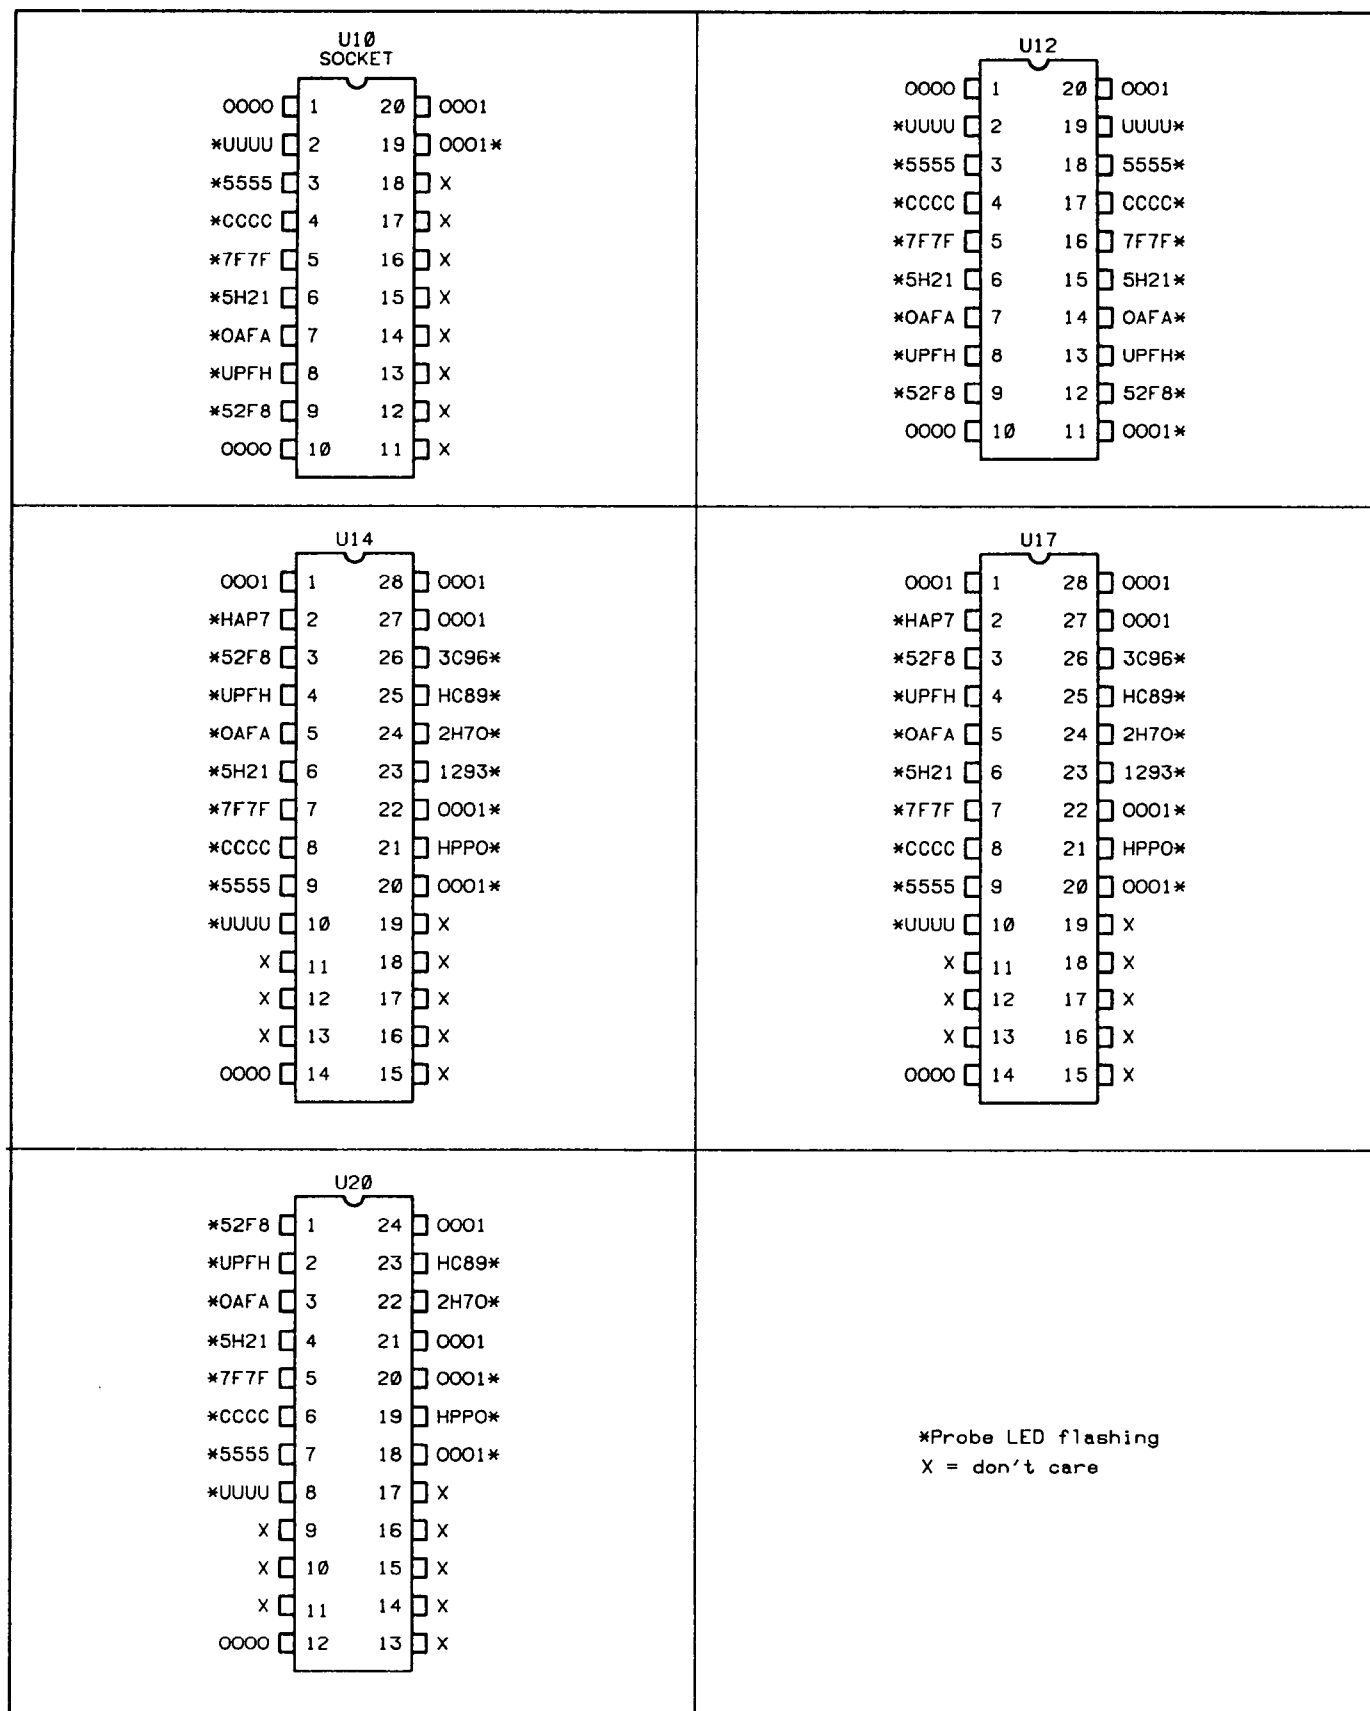 U10
SOCKET
0000 1 20 0001
*UUUU 2 19 0001*
*5555 3 18 X
*CCCC 4 17 X
*7F7F 5 16 X
*5H21 6 15 X
*0AFA 7 14 X
*UPFH 8 13 X
*52F8 9 12 X
0000 10 11 X
U12
0000 1 20 0001
*UUUU 2 19 UUUU*
*5555 3 18 5555*
*CCCC 4 17 CCCC*
*7F7F 5 16 7F7F*
*5H21 6 15 5H21*
*0AFA 7 14 0AFA*
*UPFH 8 13 UPFH*
*52F8 9 12 52F8*
0000 10 11 0001*
U14
0001 1 28 0001
*HAP7 2 27 0001
*52F8 3 26 3C96*
*UPFH 4 25 HC89*
*0AFA 5 24 2H70*
*5H21 6 23 1293*
*7F7F 7 22 0001*
*CCCC 8 21 HPP0*
*5555 9 20 0001*
*UUUU 10 19 X
X 11 18 X
X 12 17 X
X 13 16 X
0000 14 15 X
U17
0001 1 28 0001
*HAP7 2 27 0001
*52F8 3 26 3C96*
*UPFH 4 25 HC89*
*0AFA 5 24 2H70*
*5H21 6 23 1293*
*7F7F 7 22 0001*
*CCCC 8 21 HPP0*
*5555 9 20 0001*
*UUUU 10 19 X
X 11 18 X
X 12 17 X
X 13 16 X
0000 14 15 X
U20
*52F8 1 24 0001
*UPFH 2 23 HC89*
*0AFA 3 22 2H70*
*5H21 4 21 0001
*7F7F 5 20 0001*
*CCCC 6 19 HPP0*
*5555 7 18 0001*
*UUUU 8 17 X
X 9 16 X
X 10 15 X
X 11 14 X
0000 12 13 X
*Probe LED flashing
X = don't care